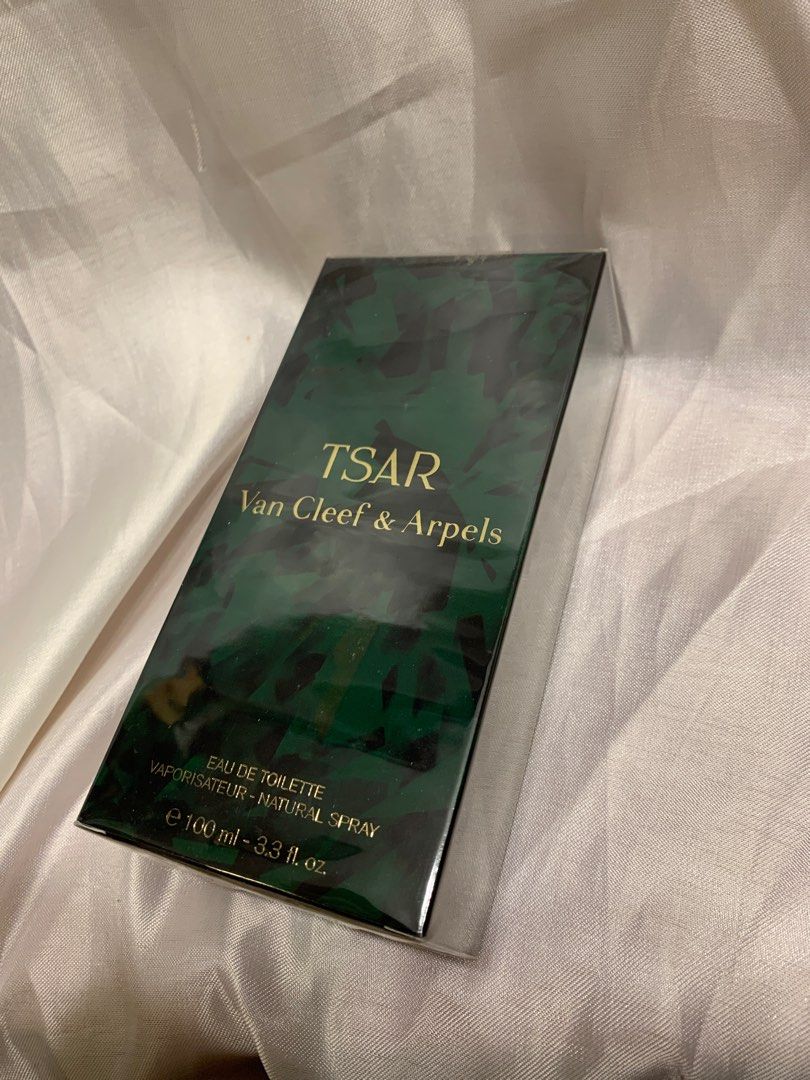 TSAR
Van Cleef & Arpels
EAU DE TOILETTE
VAPORISATEUR - NATURAL SPRAY
e 100 ml - 3.3 fl. oz.